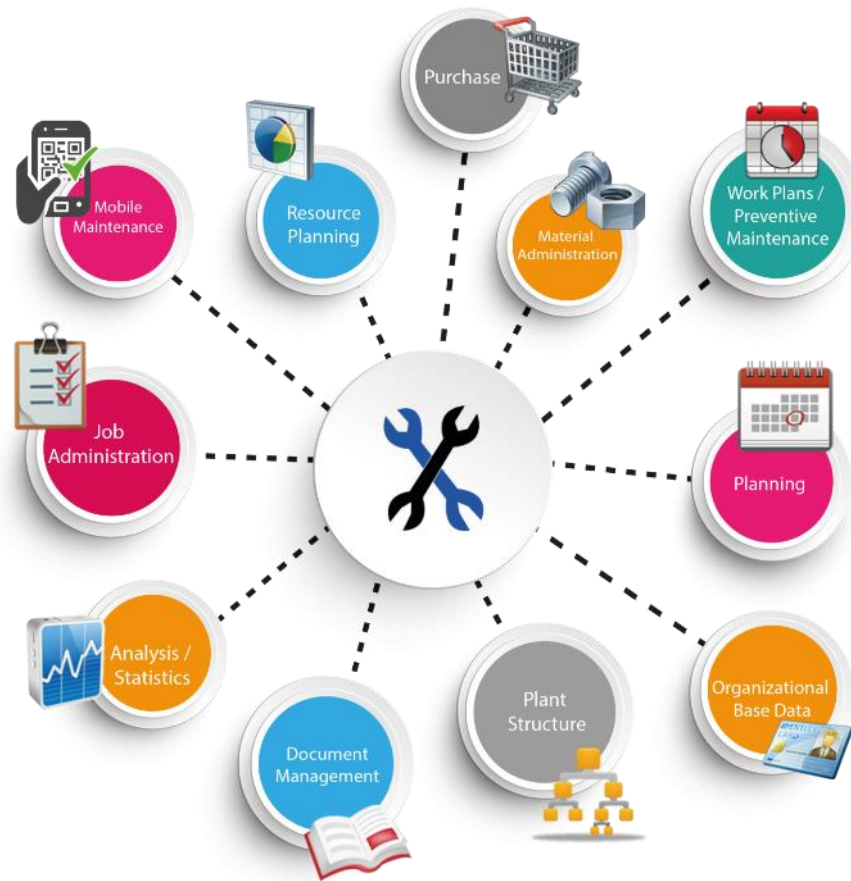 Purchase
Mobile
Maintenance
Resource
Planning
Material
Administration
Work Plans /
Preventive
Maintenance
Job
Administration
Planning
Analysis /
Statistics
Document
Management
Plant
Structure
Organizational
Base Data